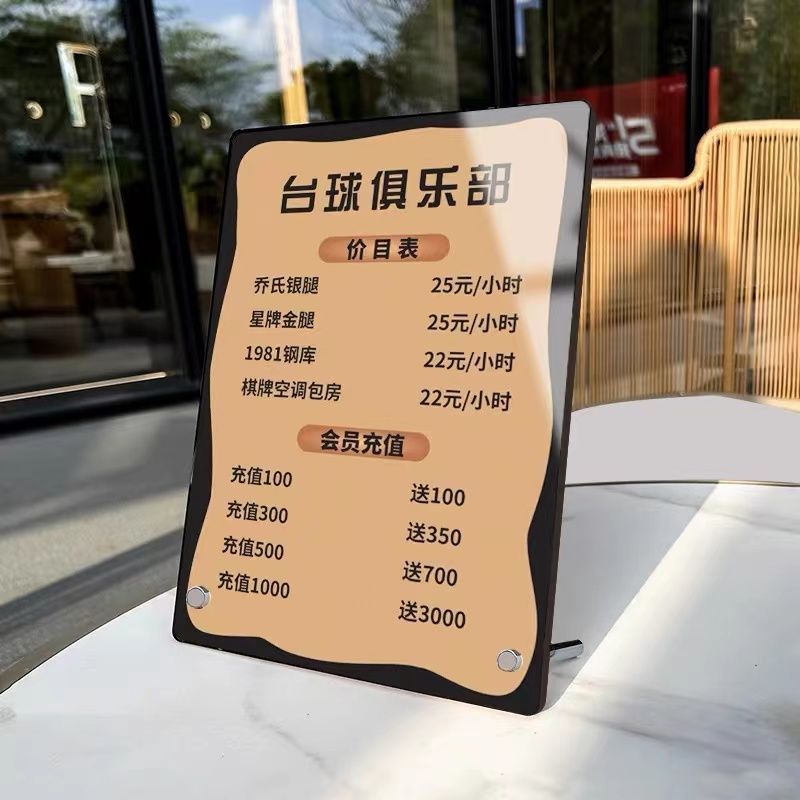 台球俱乐部
价目表
乔氏银腿 25元/小时
星牌金腿 25元/小时
1981钢库 22元/小时
棋牌空调包房 22元/小时
会员充值
充值100 送100
充值300 送350
充值500 送700
充值1000 送3000